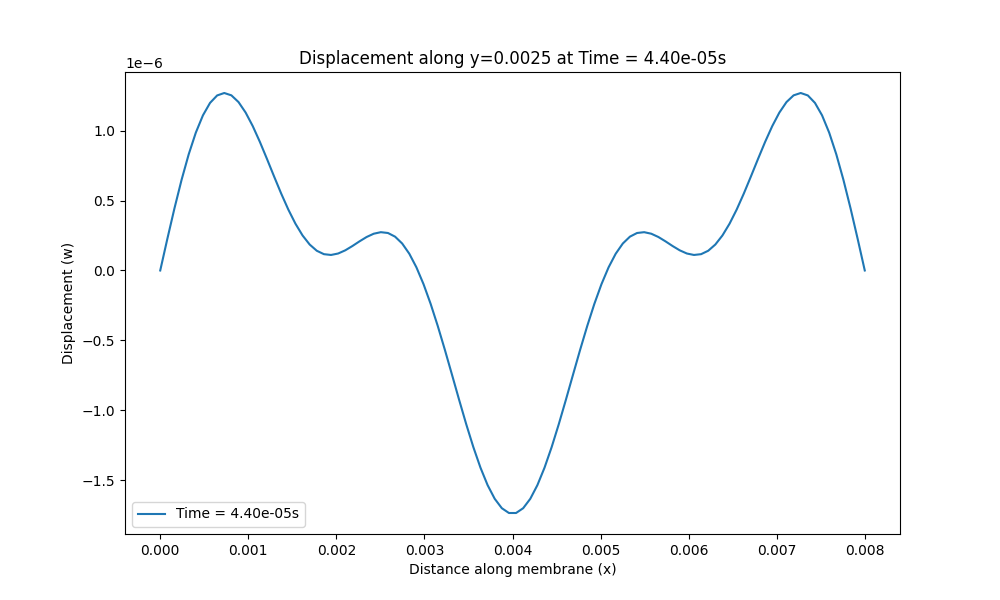 Displacement along y=0.0025 at Time = 4.40e-05s
1e−6
1.0
0.5
0.0
−0.5
−1.0
−1.5
Displacement (w)
Time = 4.40e-05s
0.000 0.001 0.002 0.003 0.004 0.005 0.006 0.007 0.008
Distance along membrane (x)